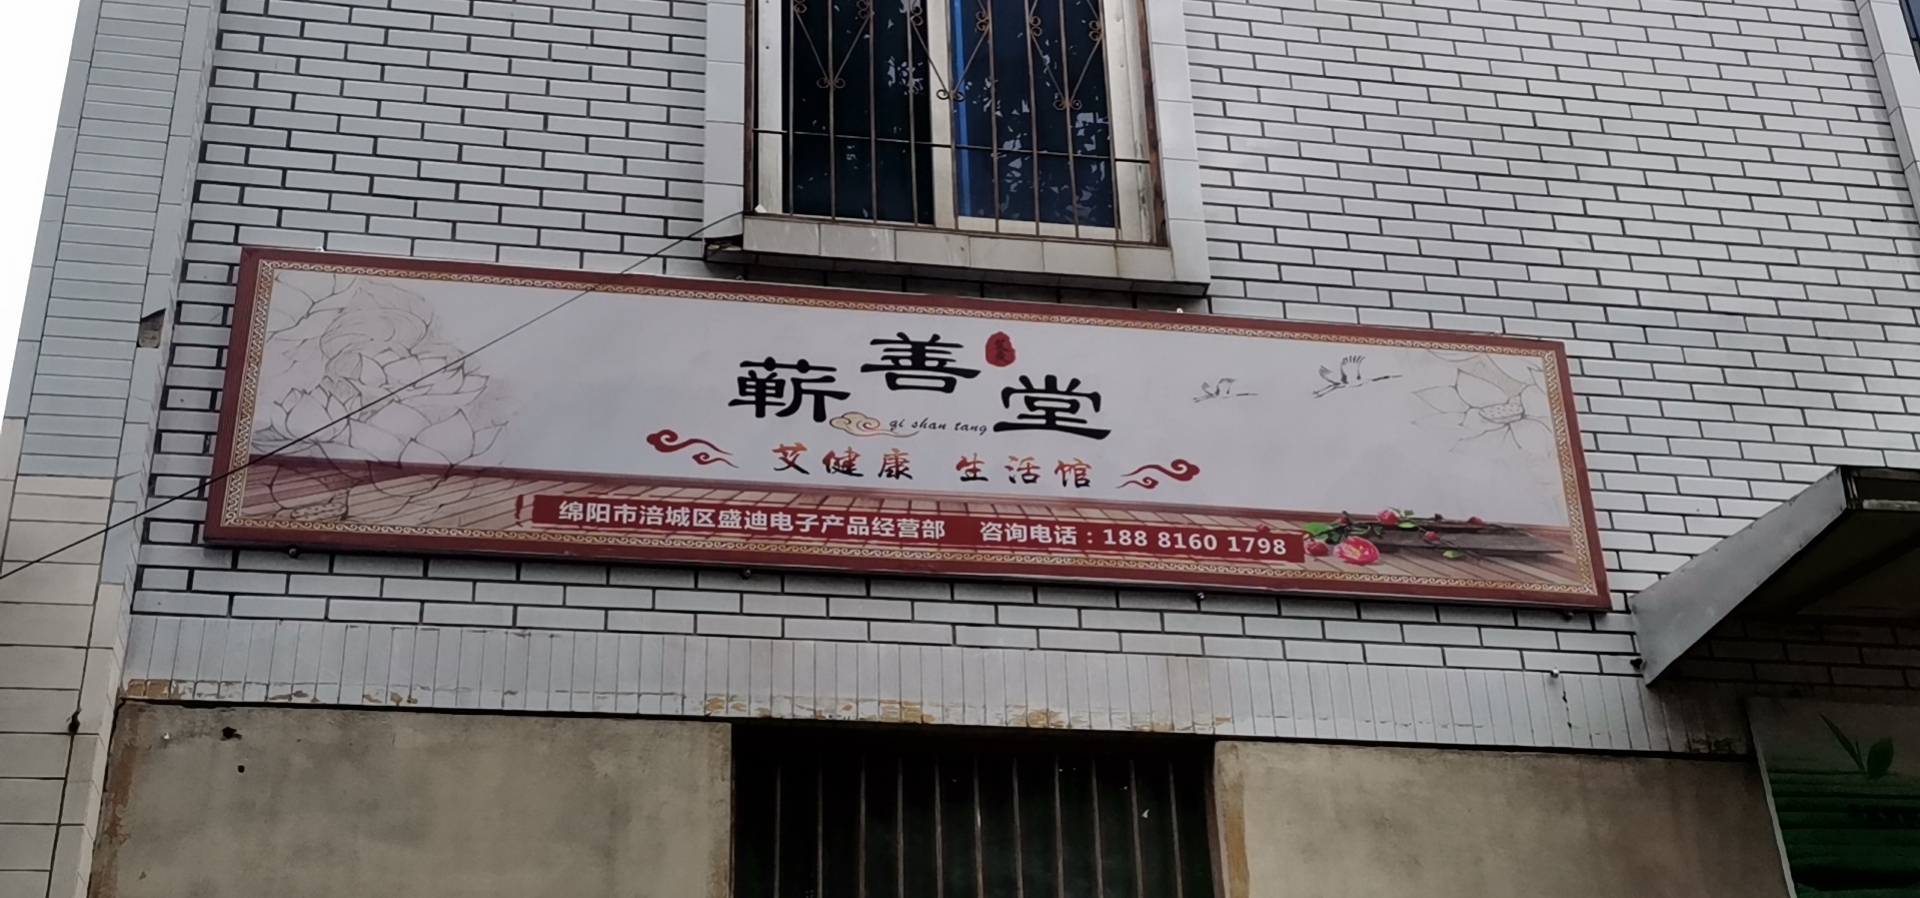 蕲善堂
qi shan tang
艾健康 生活馆
绵阳市涪城区盛迪电子产品经营部 咨询电话：188 8160 1798